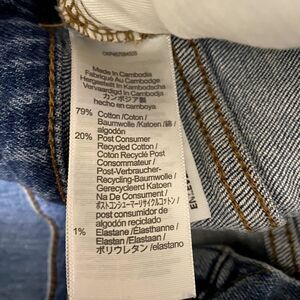 Made in Cambodia
Fabriqué Au Cambodge
Hergestellt in Kambodscha
Vervaardigd in Cambodja
カンボジア製
hecho en camboya
79% Cotton /Coton /
Baumwolle /Katoen /綿 /
algodón
20% Post Consumer
Recycled Cotton /
Coton Recyclé Post
Consommateur /
Post-Verbraucher-
Recycling-Baumwolle /
Gerecycleerd Katoen
Na De Consument /
ポストコンシューマーリサイクルコットン /
post consumidor de
algodón reciclado
1% Elastane /Élasthanne /
Elastan /Elastaan /
ポリウレタン /elastano